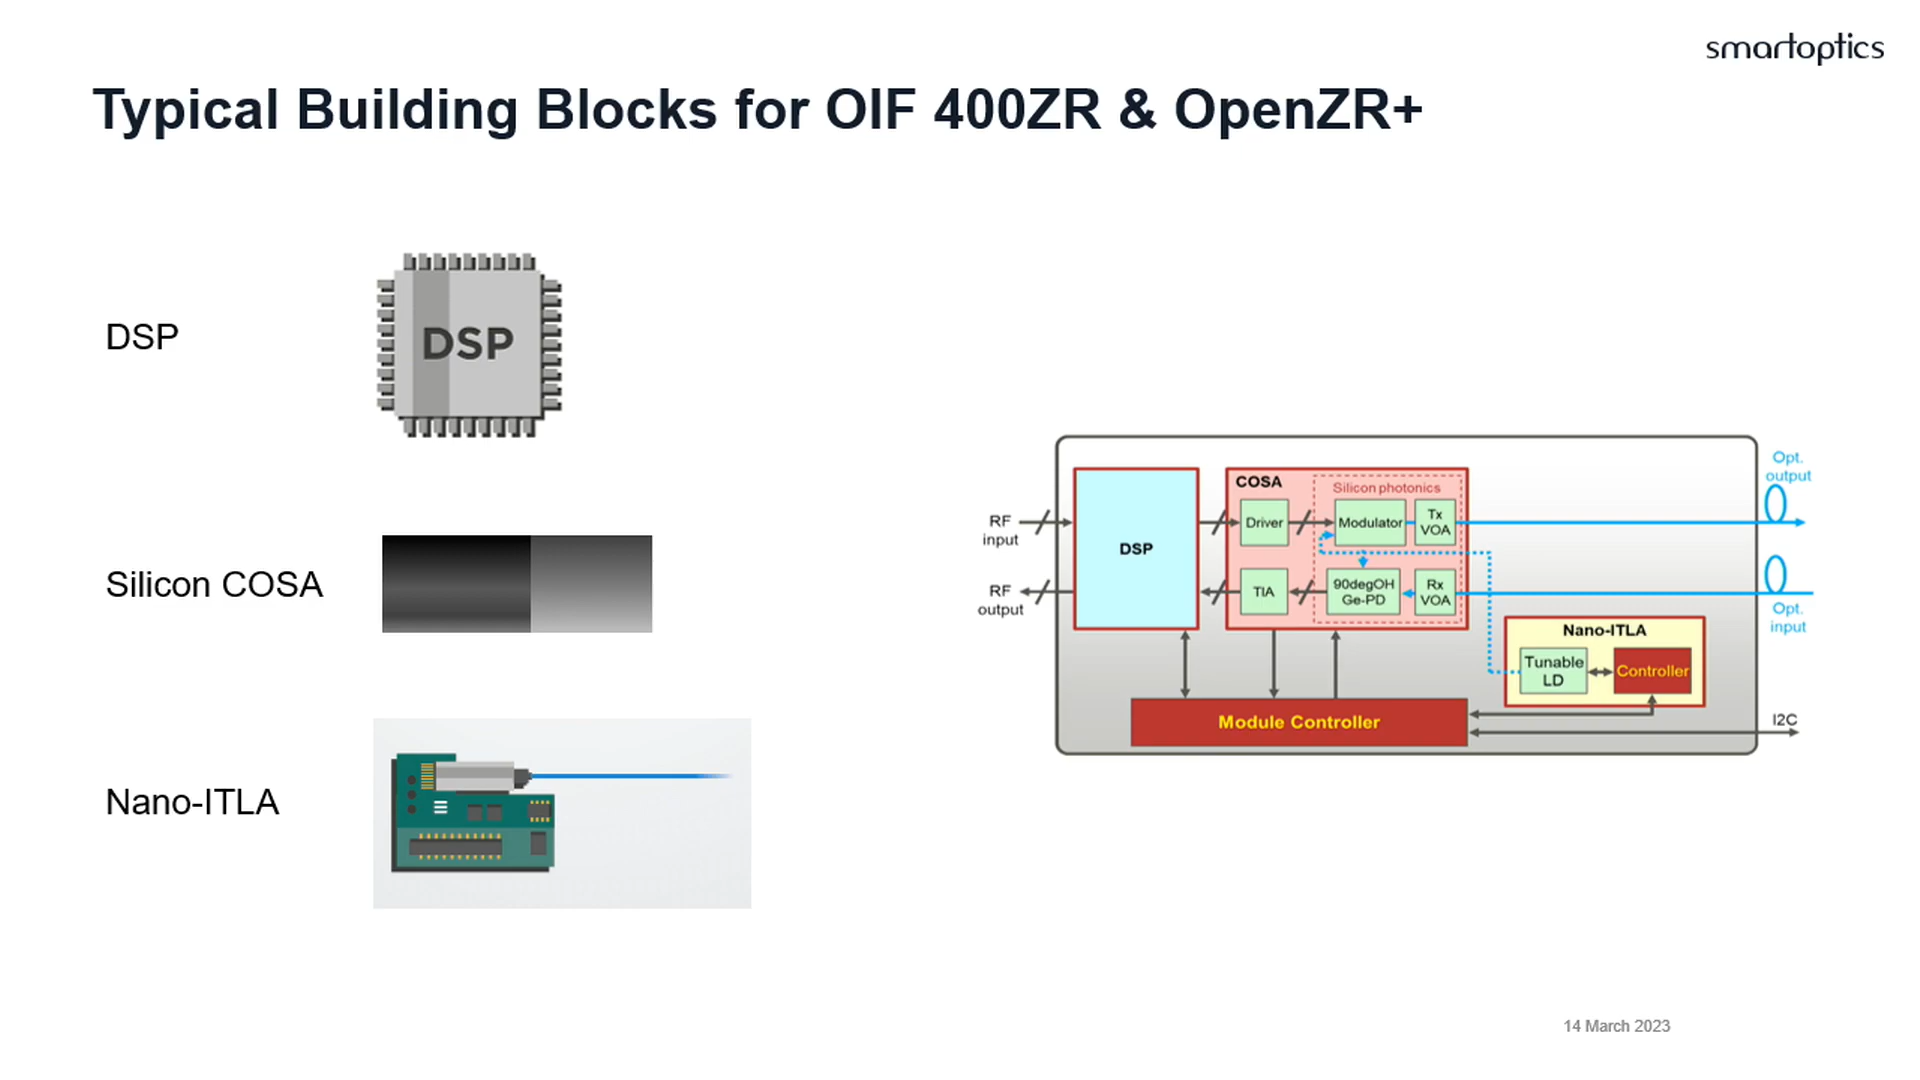 smartoptics
Typical Building Blocks for OIF 400ZR & OpenZR+
DSP
DSP
Silicon COSA
Nano-ITLA
RF
input
RF
output
DSP
COSA
Silicon photonics
Driver
Modulator
Tx
VOA
TIA
90degOH
Ge-PD
Rx
VOA
Opt.
output
Opt.
input
Nano-ITLA
Tunable
LD
Controller
Module Controller
I2C
14 March 2023